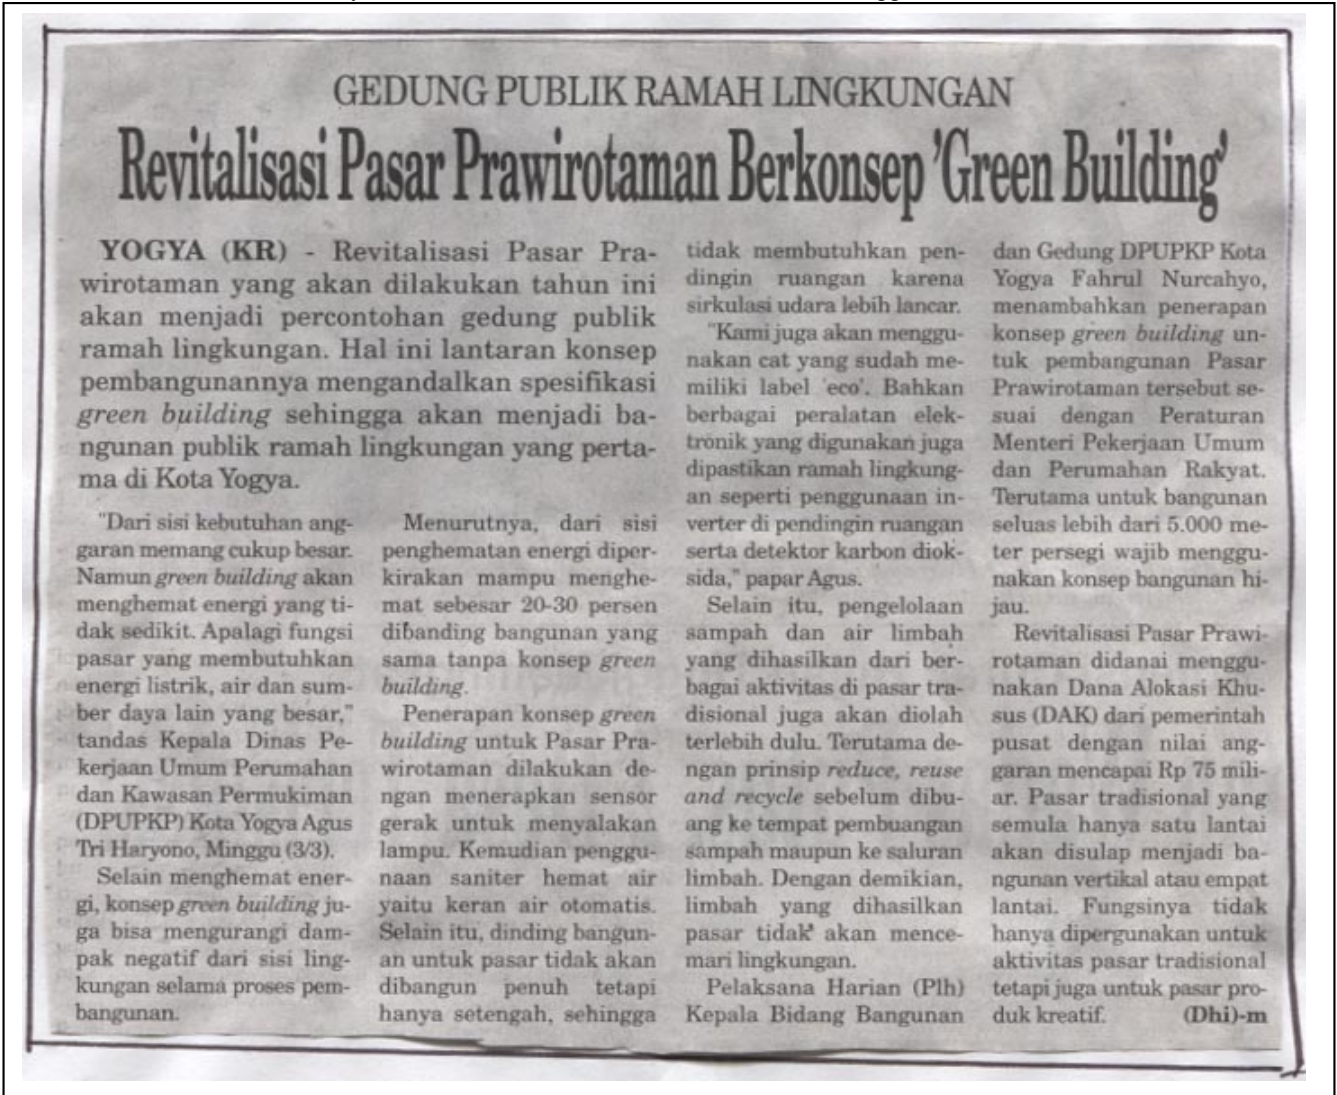 GEDUNG PUBLIK RAMAH LINGKUNGAN
Revitalisasi Pasar Prawirotaman Berkonsep 'Green Building'
YOGYA (KR) - Revitalisasi Pasar Pra-
wirotaman yang akan dilakukan tahun ini
akan menjadi percontohan gedung publik
ramah lingkungan. Hal ini lantaran konsep
pembangunannya mengandalkan spesifikasi
green building sehingga akan menjadi ba-
ngunan publik ramah lingkungan yang perta-
ma di Kota Yogya.
"Dari sisi kebutuhan ang-
garan memang cukup besar.
Namun green building akan
menghemat energi yang ti-
dak sedikit. Apalagi fungsi
pasar yang membutuhkan
energi listrik, air dan sum-
ber daya lain yang besar,"
tandas Kepala Dinas Pe-
kerjaan Umum Perumahan
dan Kawasan Permukiman
(DPUPKP) Kota Yogya Agus
Tri Haryono, Minggu (3/3).
Selain menghemat ener-
gi, konsep green building ju-
ga bisa mengurangi dam-
pak negatif dari sisi ling-
kungan selama proses pem-
bangunan.
Menurutnya, dari sisi
penghematan energi diper-
kirakan mampu menghe-
mat sebesar 20-30 persen
dibanding bangunan yang
sama tanpa konsep green
building.
Penerapan konsep green
building untuk Pasar Pra-
wirotaman dilakukan de-
ngan menerapkan sensor
gerak untuk menyalakan
lampu. Kemudian penggu-
naan saniter hemat air
yaitu keran air otomatis.
Selain itu, dinding bangun-
an untuk pasar tidak akan
dibangun penuh tetapi
hanya setengah, sehingga
tidak membutuhkan pen-
dingin ruangan karena
sirkulasi udara lebih lancar.
"Kami juga akan menggu-
nakan cat yang sudah me-
miliki label 'eco'. Bahkan
berbagai peralatan elek-
tronik yang digunakan juga
dipastikan ramah lingkung-
an seperti penggunaan in-
verter di pendingin ruangan
serta detektor karbon diok-
sida," papar Agus.
Selain itu, pengelolaan
sampah dan air limbah
yang dihasilkan dari ber-
bagai aktivitas di pasar tra-
disional juga akan diolah
terlebih dulu. Terutama de-
ngan prinsip reduce, reuse
and recycle sebelum dibu-
ang ke tempat pembuangan
sampah maupun ke saluran
limbah. Dengan demikian,
limbah yang dihasilkan
pasar tidak akan mence-
mari lingkungan.
Pelaksana Harian (Plh)
Kepala Bidang Bangunan
dan Gedung DPUPKP Kota
Yogya Fahrul Nurcahyo,
menambahkan penerapan
konsep green building un-
tuk pembangunan Pasar
Prawirotaman tersebut se-
suai dengan Peraturan
Menteri Pekerjaan Umum
dan Perumahan Rakyat.
Terutama untuk bangunan
seluas lebih dari 5.000 me-
ter persegi wajib menggu-
nakan konsep bangunan hi-
jau.
Revitalisasi Pasar Prawi-
rotaman didanai menggu-
nakan Dana Alokasi Khu-
sus (DAK) dari pemerintah
pusat dengan nilai ang-
garan mencapai Rp 75 mili-
ar. Pasar tradisional yang
semula hanya satu lantai
akan disulap menjadi ba-
ngunan vertikal atau empat
lantai. Fungsinya tidak
hanya dipergunakan untuk
aktivitas pasar tradisional
tetapi juga untuk pasar pro-
duk kreatif. (Dhi)-m